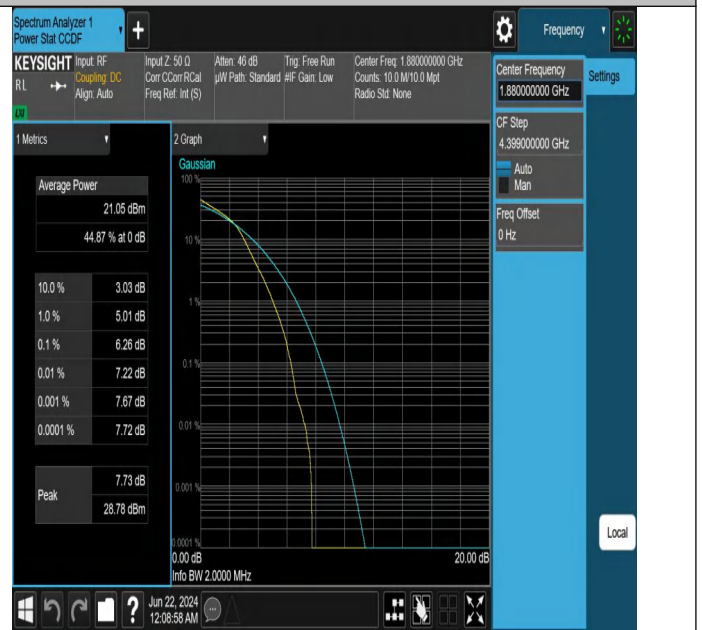 Spectrum Analyzer 1
Power Stat CCDF
+
Frequency
KEYSIGHT
RL
LXI
Input: RF
Coupling: DC
Align: Auto
Input Z: 50 Ω
Corr CCorr RCal
Freq Ref: Int (S)
Atten: 46 dB
µW Path: Standard
Trig: Free Run
#IF Gain: Low
Center Freq: 1.880000000 GHz
Counts: 10.0 M/10.0 Mpt
Radio Std: None
Center Frequency
1.880000000 GHz
Settings
CF Step
4.399000000 GHz
Auto
Man
Freq Offset
0 Hz
Local
1 Metrics
Average Power
21.05 dBm
44.87 % at 0 dB
10.0 % 3.03 dB
1.0 % 5.01 dB
0.1 % 6.26 dB
0.01 % 7.22 dB
0.001 % 7.67 dB
0.0001 % 7.72 dB
Peak 7.73 dB
28.78 dBm
2 Graph
Gaussian
100 %
10 %
1 %
0.1 %
0.01 %
0.001 %
0.0001 %
0.00 dB 20.00 dB
Info BW 2.0000 MHz
?
Jun 22, 2024
12:08:58 AM